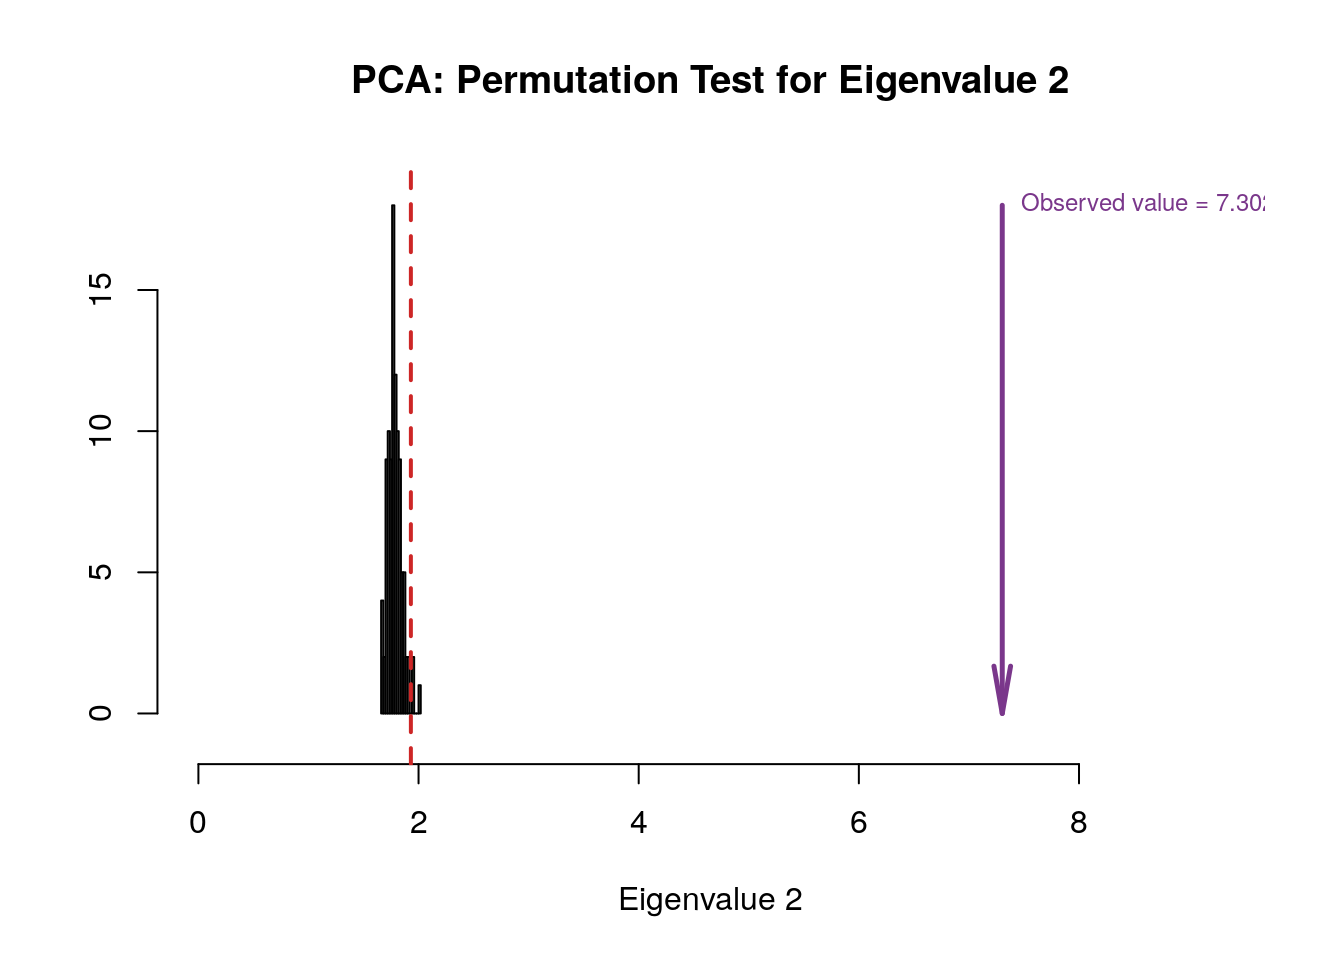 PCA: Permutation Test for Eigenvalue 2
Observed value = 7.30
15
10
5
0
0 2 4 6 8
Eigenvalue 2